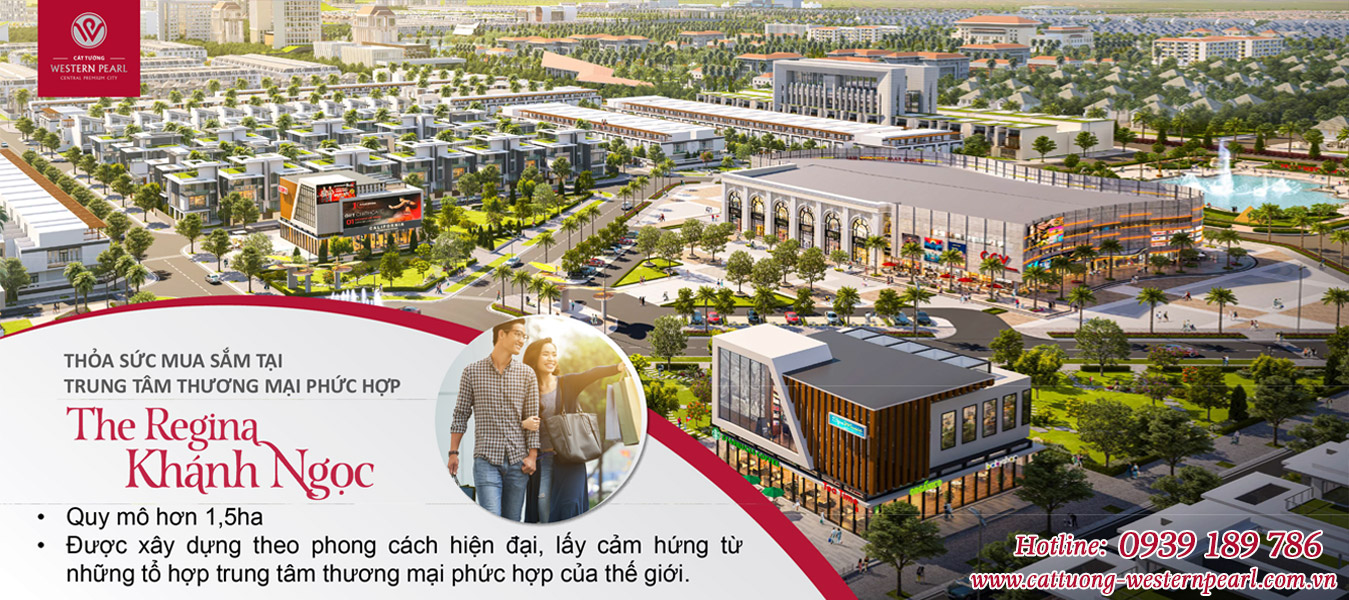 CÁT TƯỜNG
WESTERN PEARL
CENTRAL PREMIUM CITY
CALIFORNIA
CGV
THỎA SỨC MUA SẮM TẠI
TRUNG TÂM THƯƠNG MẠI PHỨC HỢP
The Regina
Khánh Ngọc
• Quy mô hơn 1,5ha
• Được xây dựng theo phong cách hiện đại, lấy cảm hứng từ
những tổ hợp trung tâm thương mại phức hợp của thế giới.
Hotline: 0939 189 786
www.cattuong-westernpearl.com.vn